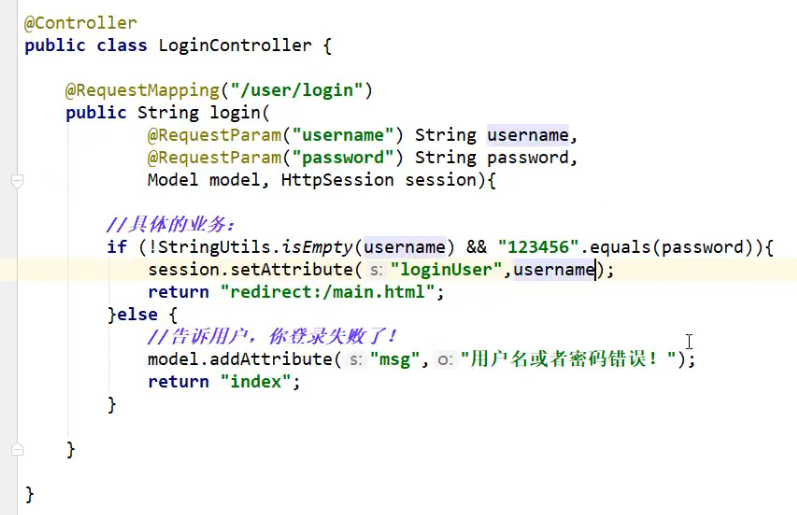 @Controller
public class LoginController {
@RequestMapping("/user/login")
public String login(
@RequestParam("username") String username,
@RequestParam("password") String password,
Model model, HttpSession session){
//具体的业务:
if (!StringUtils.isEmpty(username) && "123456".equals(password)){
session.setAttribute( s: "loginUser",username);
return "redirect:/main.html";
}else {
//告诉用户，你登录失败了!
model.addAttribute( s: "msg", o: "用户名或者密码错误！");
return "index";
}
}
}